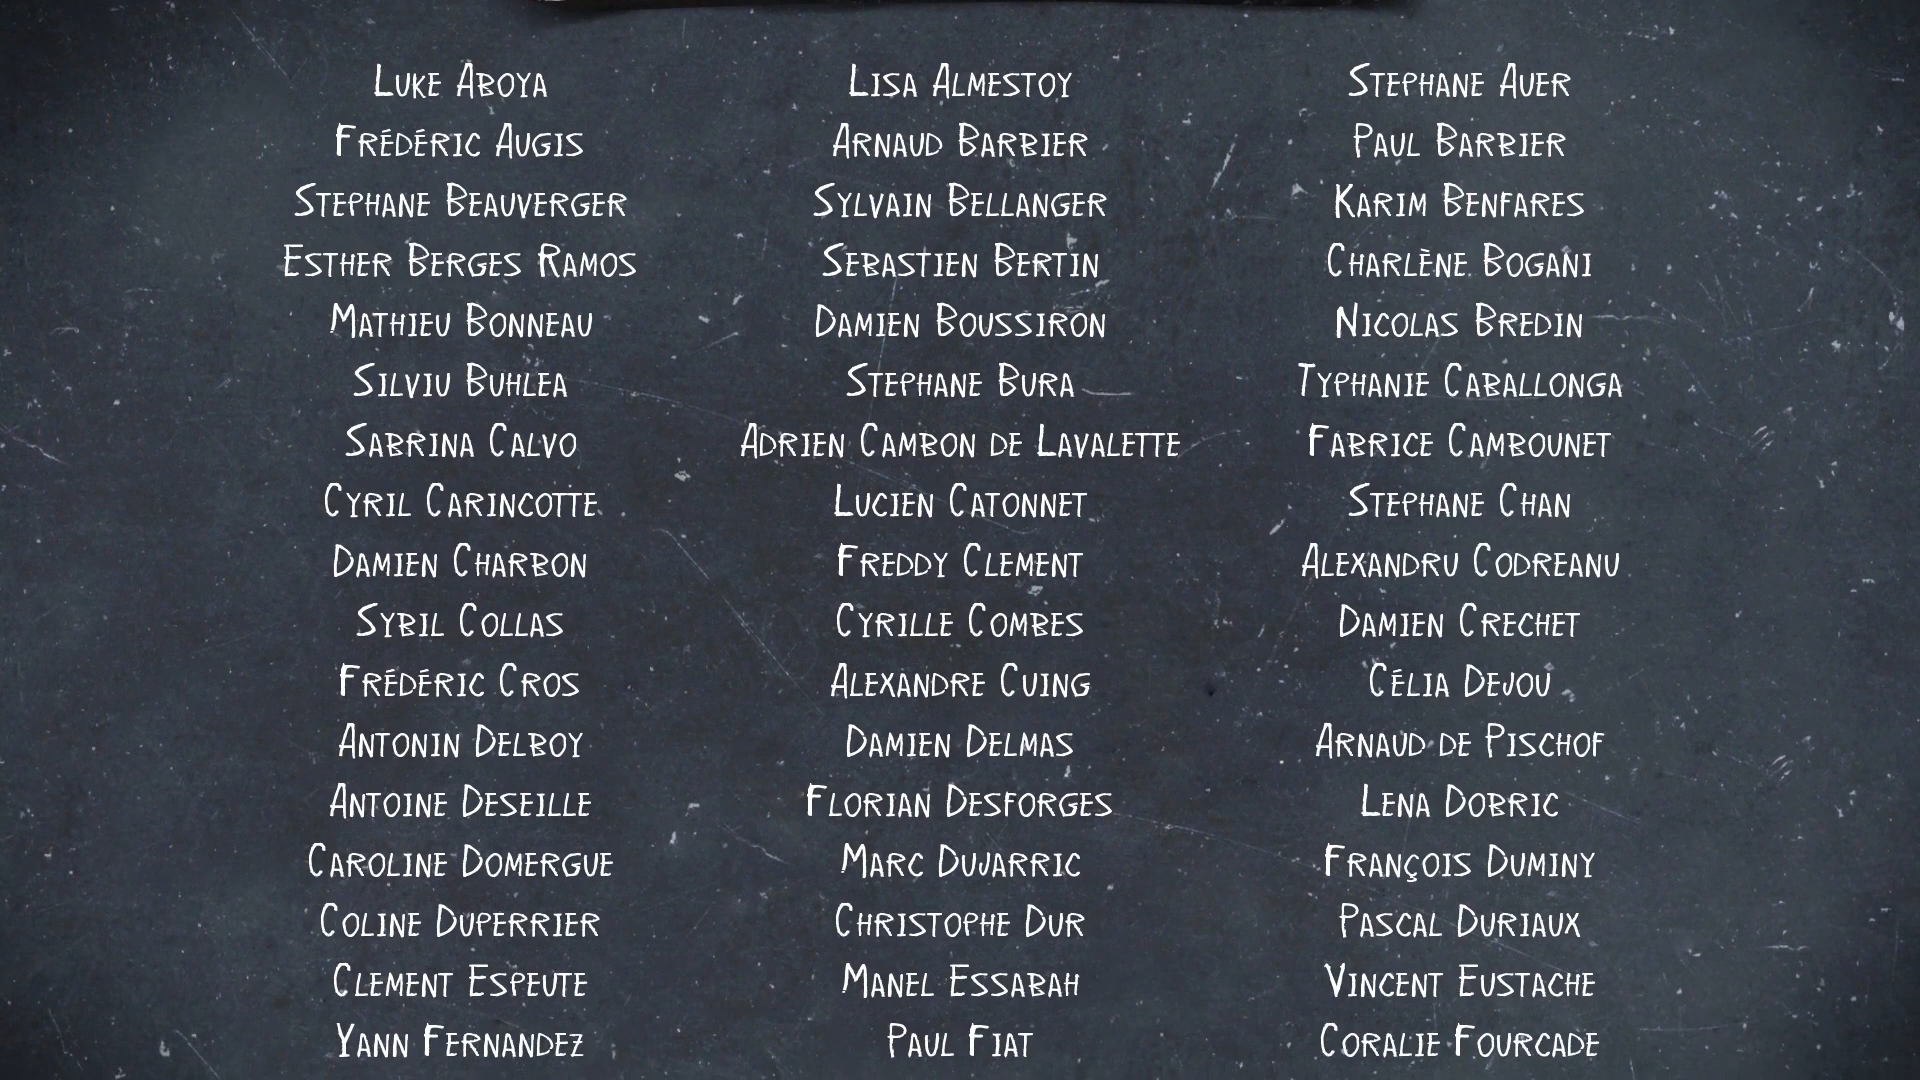 Luke Aboya Lisa Almestoy Stephane Auer
Frédéric Augis Arnaud Barbier Paul Barbier
Stephane Beauverger Sylvain Bellanger Karim Benfares
Esther Berges Ramos Sebastien Bertin Charlène Bogani
Mathieu Bonneau Damien Boussiron Nicolas Bredin
Silviu Buhlea Stephane Bura Typhanie Caballonga
Sabrina Calvo Adrien Cambon de Lavalette Fabrice Cambounet
Cyril Carincotte Lucien Catonnet Stephane Chan
Damien Charbon Freddy Clement Alexandru Codreanu
Sybil Collas Cyrille Combes Damien Crechet
Frédéric Cros Alexandre Cuing Célia Dejou
Antonin Delboy Damien Delmas Arnaud de Pischof
Antoine Deseille Florian Desforges Lena Dobric
Caroline Domergue Marc Dujarric François Duminy
Coline Duperrier Christophe Dur Pascal Duriaux
Clement Espeute Manel Essabah Vincent Eustache
Yann Fernandez Paul Fiat Coralie Fourcade